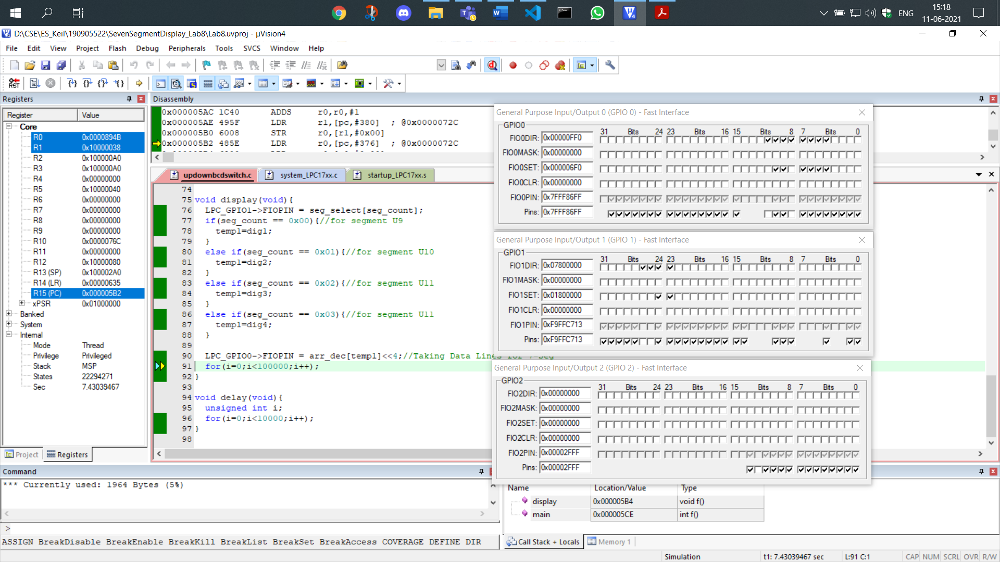 ENG
15:18
11-06-2021
D:\CSE\ES_Keil\190905522\SevenSegmentDisplay_Lab8\Lab8.uvproj - µVision4
File Edit View Project Flash Debug Peripherals Tools SVCS Window Help
Registers
Register Value
Core
R0 0x0000894B
R1 0x10000038
R2 0x100000A0
R3 0x100000A0
R4 0x00000000
R5 0x10000040
R6 0x00000000
R7 0x00000000
R8 0x00000000
R9 0x00000000
R10 0x0000076C
R11 0x00000000
R12 0x10000080
R13 (SP) 0x100002A0
R14 (LR) 0x00000635
R15 (PC) 0x000005B2
xPSR 0x01000000
Banked
System
Internal
Mode Thread
Privilege Privileged
Stack MSP
States 22294271
Sec 7.43039467
Project Registers
Disassembly
0x000005AC 1C40 ADDS r0,r0,#1
0x000005AE 495F LDR r1,[pc,#380] ; @0x0000072C
0x000005B0 6008 STR r0,[r1,#0x00]
0x000005B2 485E LDR r0,[pc,#376] ; @0x0000072C
updownbcdswitch.c system_LPC17xx.c startup_LPC17xx.s
74
75 void display(void){
76 LPC_GPIO1->FIOPIN = seg_select[seg_count];
77 if(seg_count == 0x00){//for segment U9
78 temp1=dig1;
79 }
80 else if(seg_count == 0x01){//for segment U10
81 temp1=dig2;
82 }
83 else if(seg_count == 0x02){//for segment U11
84 temp1=dig3;
85 }
86 else if(seg_count == 0x03){//for segment U11
87 temp1=dig4;
88 }
89
90 LPC_GPIO0->FIOPIN = arr_dec[temp1]<<4;//Taking Data Lines for 7-Seg
91 for(i=0;i<100000;i++);
92 }
93
94 void delay(void){
95 unsigned int i;
96 for(i=0;i<10000;i++);
97 }
98
General Purpose Input/Output 0 (GPIO 0) - Fast Interface
GPIO0
31 Bits 24 23 Bits 16 15 Bits 8 7 Bits 0
FIO0DIR: 0x00000FF0
FIO0MASK: 0x00000000
FIO0SET: 0x000006F0
FIO0CLR: 0x00000000
FIO0PIN: 0x7FFF86FF
Pins: 0x7FFF86FF
General Purpose Input/Output 1 (GPIO 1) - Fast Interface
GPIO1
31 Bits 24 23 Bits 16 15 Bits 8 7 Bits 0
FIO1DIR: 0x07800000
FIO1MASK: 0x00000000
FIO1SET: 0x01800000
FIO1CLR: 0x00000000
FIO1PIN: 0xF9FFC713
Pins: 0xF9FFC713
General Purpose Input/Output 2 (GPIO 2) - Fast Interface
GPIO2
31 Bits 24 23 Bits 16 15 Bits 8 7 Bits 0
FIO2DIR: 0x00000000
FIO2MASK: 0x00000000
FIO2SET: 0x00000000
FIO2CLR: 0x00000000
FIO2PIN: 0x00002FFF
Pins: 0x00002FFF
Command
*** Currently used: 1964 Bytes (5%)
>
ASSIGN BreakDisable BreakEnable BreakKill BreakList BreakSet BreakAccess COVERAGE DEFINE DIR
Name Location/Value Type
display 0x000005B4 void f()
main 0x000005CE int f()
Call Stack + Locals Memory 1
Simulation t1: 7.43039467 sec L:91 C:1 CAP NUM SCRL OVR R/W